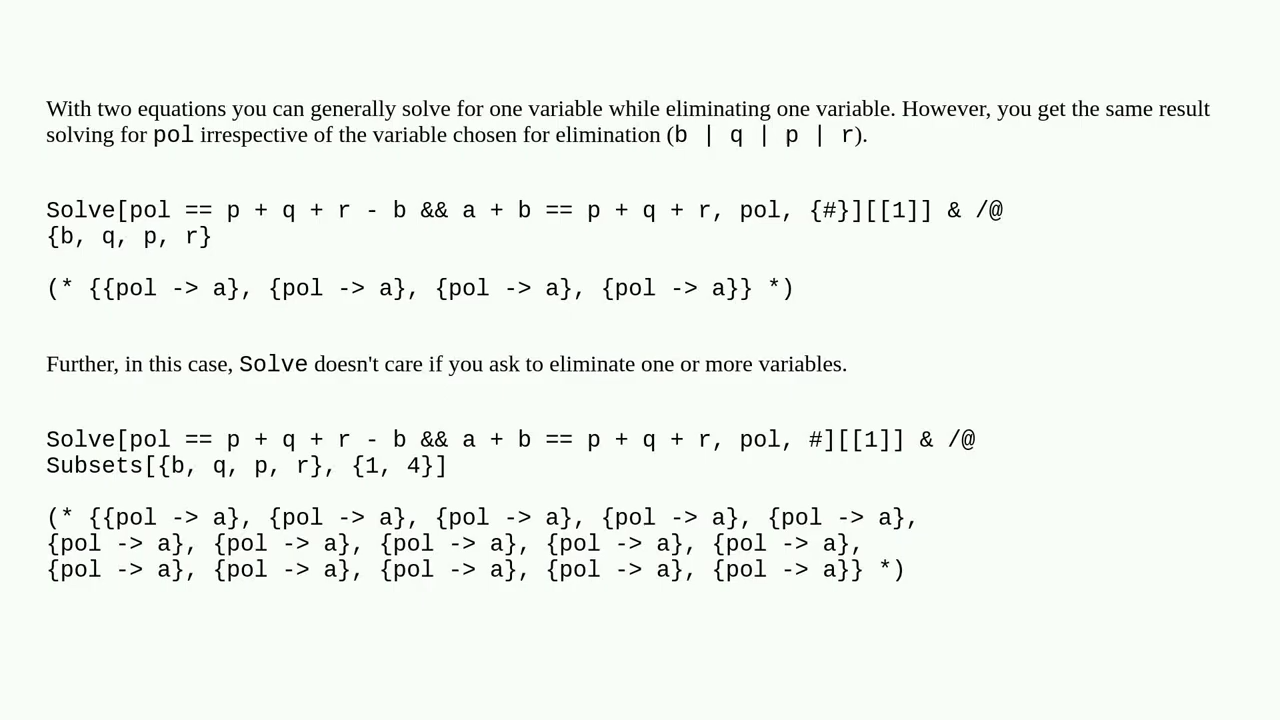 With two equations you can generally solve for one variable while eliminating one variable. However, you get the same result
solving for pol irrespective of the variable chosen for elimination (b | q | p | r).
Solve[pol == p + q + r - b && a + b == p + q + r, pol, {#}][[1]] & /@
{b, q, p, r}
(* {{pol -> a}, {pol -> a}, {pol -> a}, {pol -> a}} *)
Further, in this case, Solve doesn't care if you ask to eliminate one or more variables.
Solve[pol == p + q + r - b && a + b == p + q + r, pol, #][[1]] & /@
Subsets[{b, q, p, r}, {1, 4}]
(* {{pol -> a}, {pol -> a}, {pol -> a}, {pol -> a}, {pol -> a},
{pol -> a}, {pol -> a}, {pol -> a}, {pol -> a}, {pol -> a},
{pol -> a}, {pol -> a}, {pol -> a}, {pol -> a}, {pol -> a}} *)